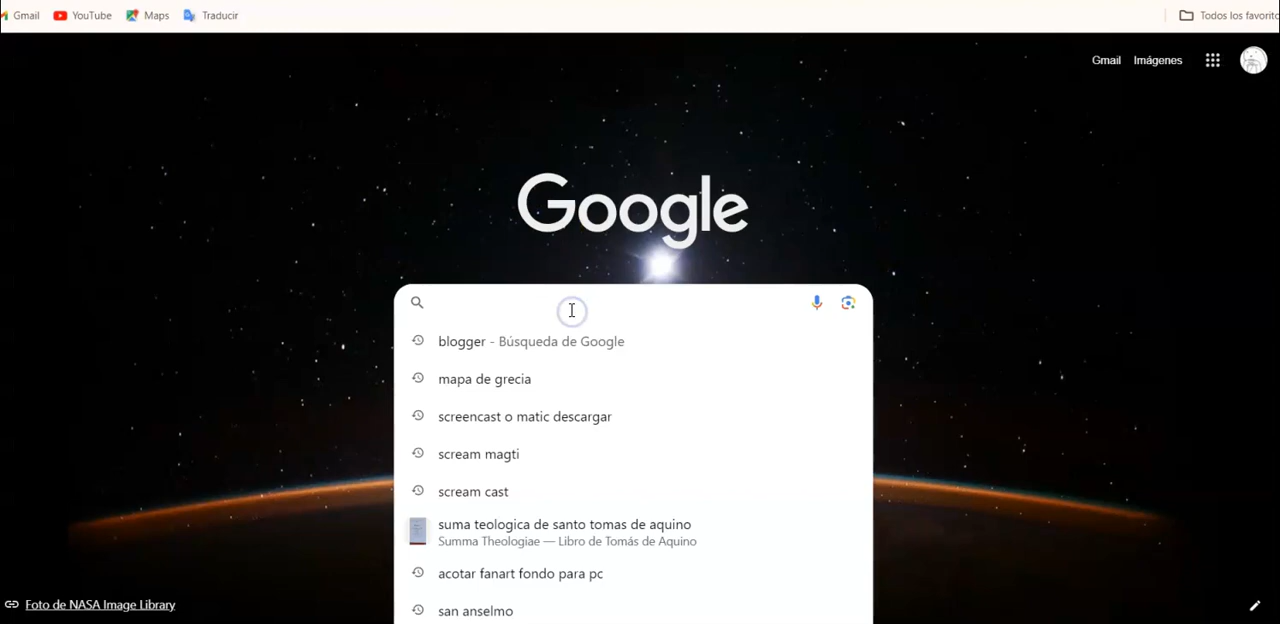 Gmail YouTube Maps Traducir Todos los favorito
Gmail Imágenes
Google
blogger - Búsqueda de Google
mapa de grecia
screencast o matic descargar
scream magti
scream cast
suma teologica de santo tomas de aquino
Summa Theologiae — Libro de Tomás de Aquino
acotar fanart fondo para pc
san anselmo
Foto de NASA Image Library